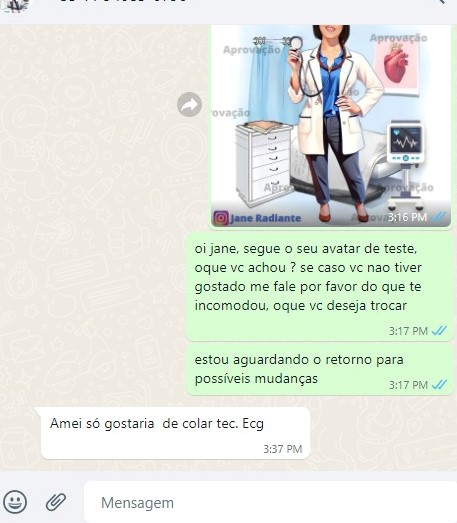 Aprovação
Aprovação
ovação
Aprovação
Jane Radiante
3:16 PM
oi jane, segue o seu avatar de teste,
oque vc achou ? se caso vc nao tiver
gostado me fale por favor do que te
incomodou, oque vc deseja trocar
3:17 PM
estou aguardando o retorno para
possíveis mudanças
3:17 PM
Amei só gostaria  de colar tec. Ecg
3:37 PM
Mensagem